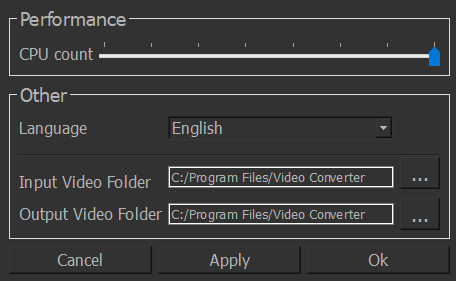 Performance
CPU count
Other
Language English
Input Video Folder C:/Program Files/Video Converter ...
Output Video Folder C:/Program Files/Video Converter ...
Cancel Apply Ok